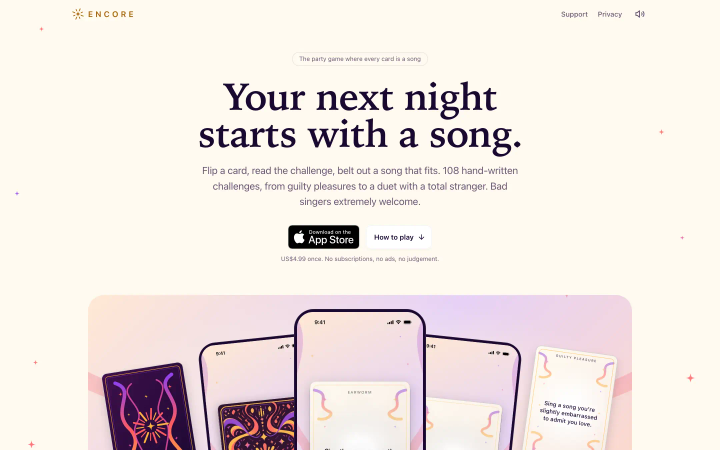 ENCORE
Support
Privacy
The party game where every card is a song
Your next night
starts with a song.
Flip a card, read the challenge, belt out a song that fits. 108 hand-written
challenges, from guilty pleasures to a duet with a total stranger. Bad
singers extremely welcome.
Download on the
App Store
How to play ↓
US$4.99 once. No subscriptions, no ads, no judgement.
9:41
9:41
9:41
EARWORM
GUILTY PLEASURE
Sing a song you're
slightly embarrassed
to admit you love.